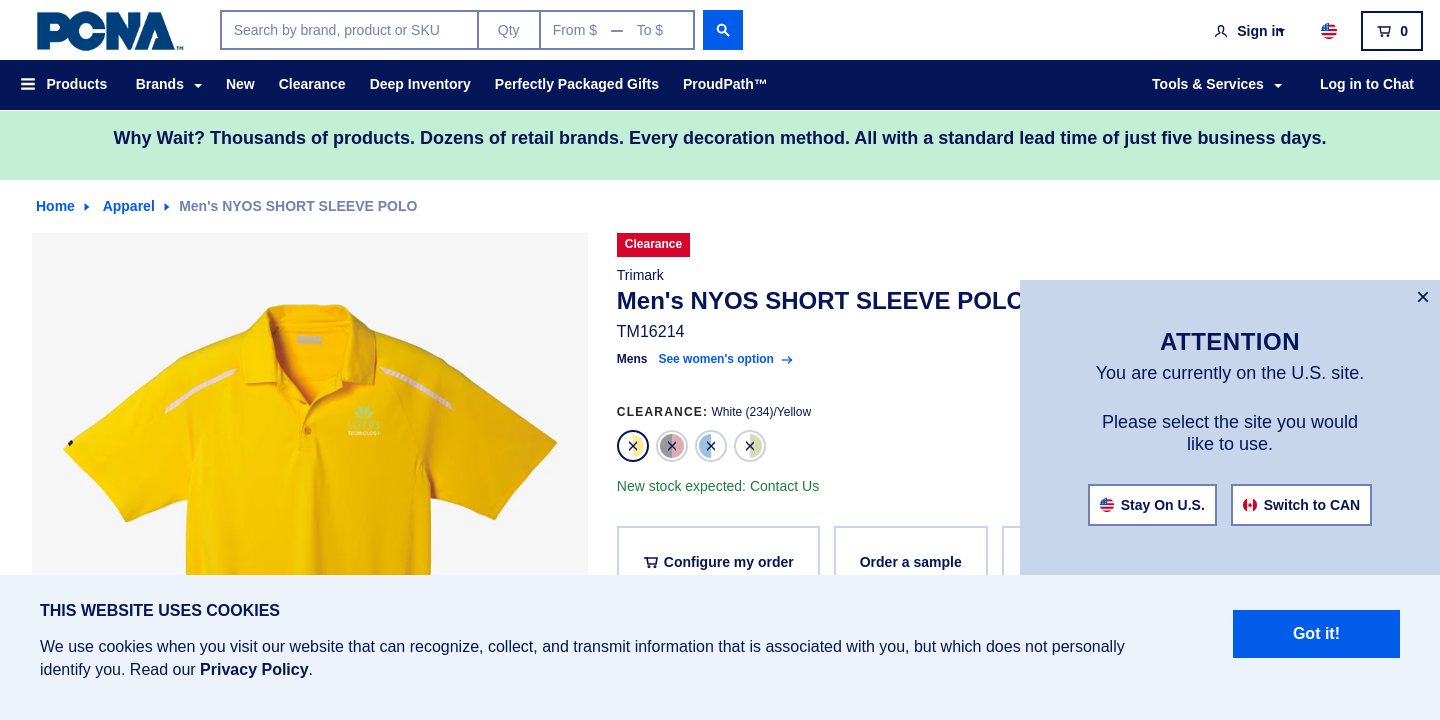 PCNA™
Search by brand, product or SKU
Qty
From $ — To $
Sign in
0
Products
Brands
New
Clearance
Deep Inventory
Perfectly Packaged Gifts
ProudPath™
Tools & Services
Log in to Chat
Why Wait? Thousands of products. Dozens of retail brands. Every decoration method. All with a standard lead time of just five business days.
Home
Apparel
Men's NYOS SHORT SLEEVE POLO
Clearance
Trimark
Men's NYOS SHORT SLEEVE POLO
TM16214
Mens See women's option
CLEARANCE: White (234)/Yellow
New stock expected: Contact Us
Configure my order
Order a sample
ATTENTION
You are currently on the U.S. site.
Please select the site you would
like to use.
Stay On U.S.
Switch to CAN
THIS WEBSITE USES COOKIES
We use cookies when you visit our website that can recognize, collect, and transmit information that is associated with you, but which does not personally
identify you. Read our Privacy Policy.
Got it!